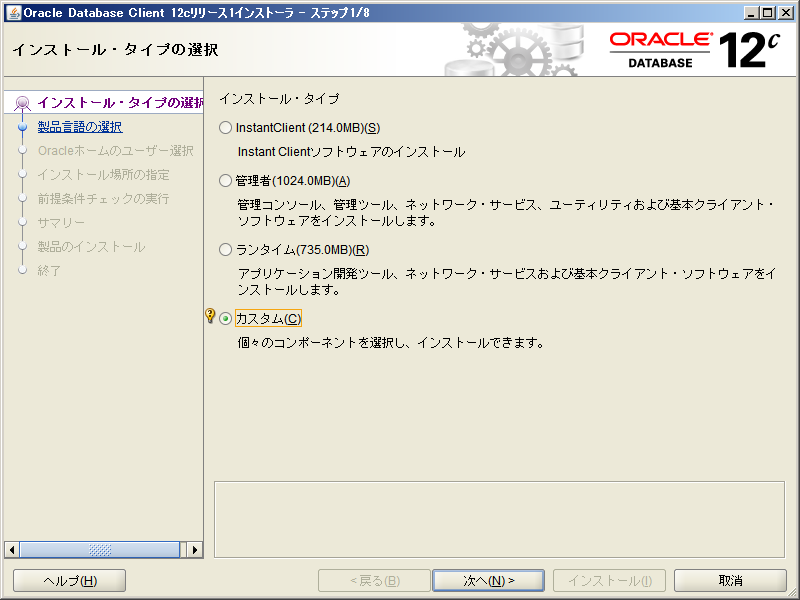 Oracle Database Client 12cリリース1インストーラ - ステップ1/8
インストール・タイプの選択
ORACLE®
DATABASE
12c
インストール・タイプの選択
製品言語の選択
Oracleホームのユーザー選択
インストール場所の指定
前提条件チェックの実行
サマリー
製品のインストール
終了
インストール・タイプ
InstantClient (214.0MB)(S)
Instant Clientソフトウェアのインストール
管理者(1024.0MB)(A)
管理コンソール、管理ツール、ネットワーク・サービス、ユーティリティおよび基本クライアント・
ソフトウェアをインストールします。
ランタイム(735.0MB)(R)
アプリケーション開発ツール、ネットワーク・サービスおよび基本クライアント・ソフトウェアをイ
ンストールします。
カスタム(C)
個々のコンポーネントを選択し、インストールできます。
ヘルプ(H)
< 戻る(B)
次へ(N) >
インストール(I)
取消